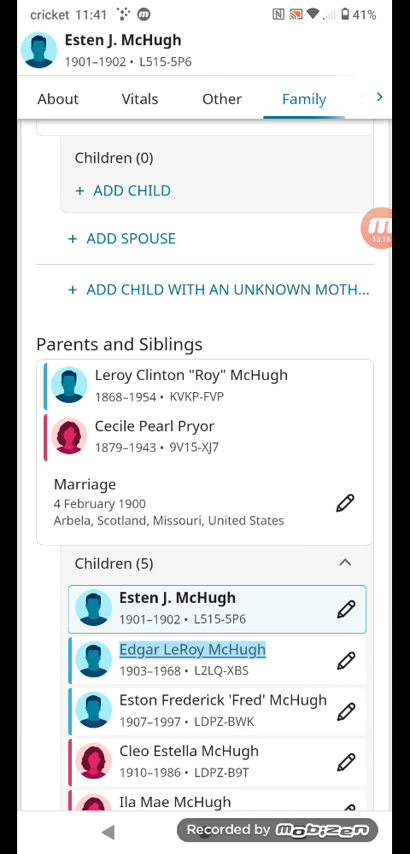 cricket 11:41
41%
Esten J. McHugh
1901–1902 • L515-5P6
About Vitals Other Family
13:19
Children (0)
+ ADD CHILD
+ ADD SPOUSE
+ ADD CHILD WITH AN UNKNOWN MOTH...
Parents and Siblings
Leroy Clinton "Roy" McHugh
1868–1954 • KVKP-FVP
Cecile Pearl Pryor
1879–1943 • 9V15-XJ7
Marriage
4 February 1900
Arbela, Scotland, Missouri, United States
Children (5)
Esten J. McHugh
1901–1902 • L515-5P6
Edgar LeRoy McHugh
1903–1968 • L2LQ-XBS
Eston Frederick 'Fred' McHugh
1907–1997 • LDPZ-BWK
Cleo Estella McHugh
1910–1986 • LDPZ-B9T
Ila Mae McHugh
Recorded by mobizen